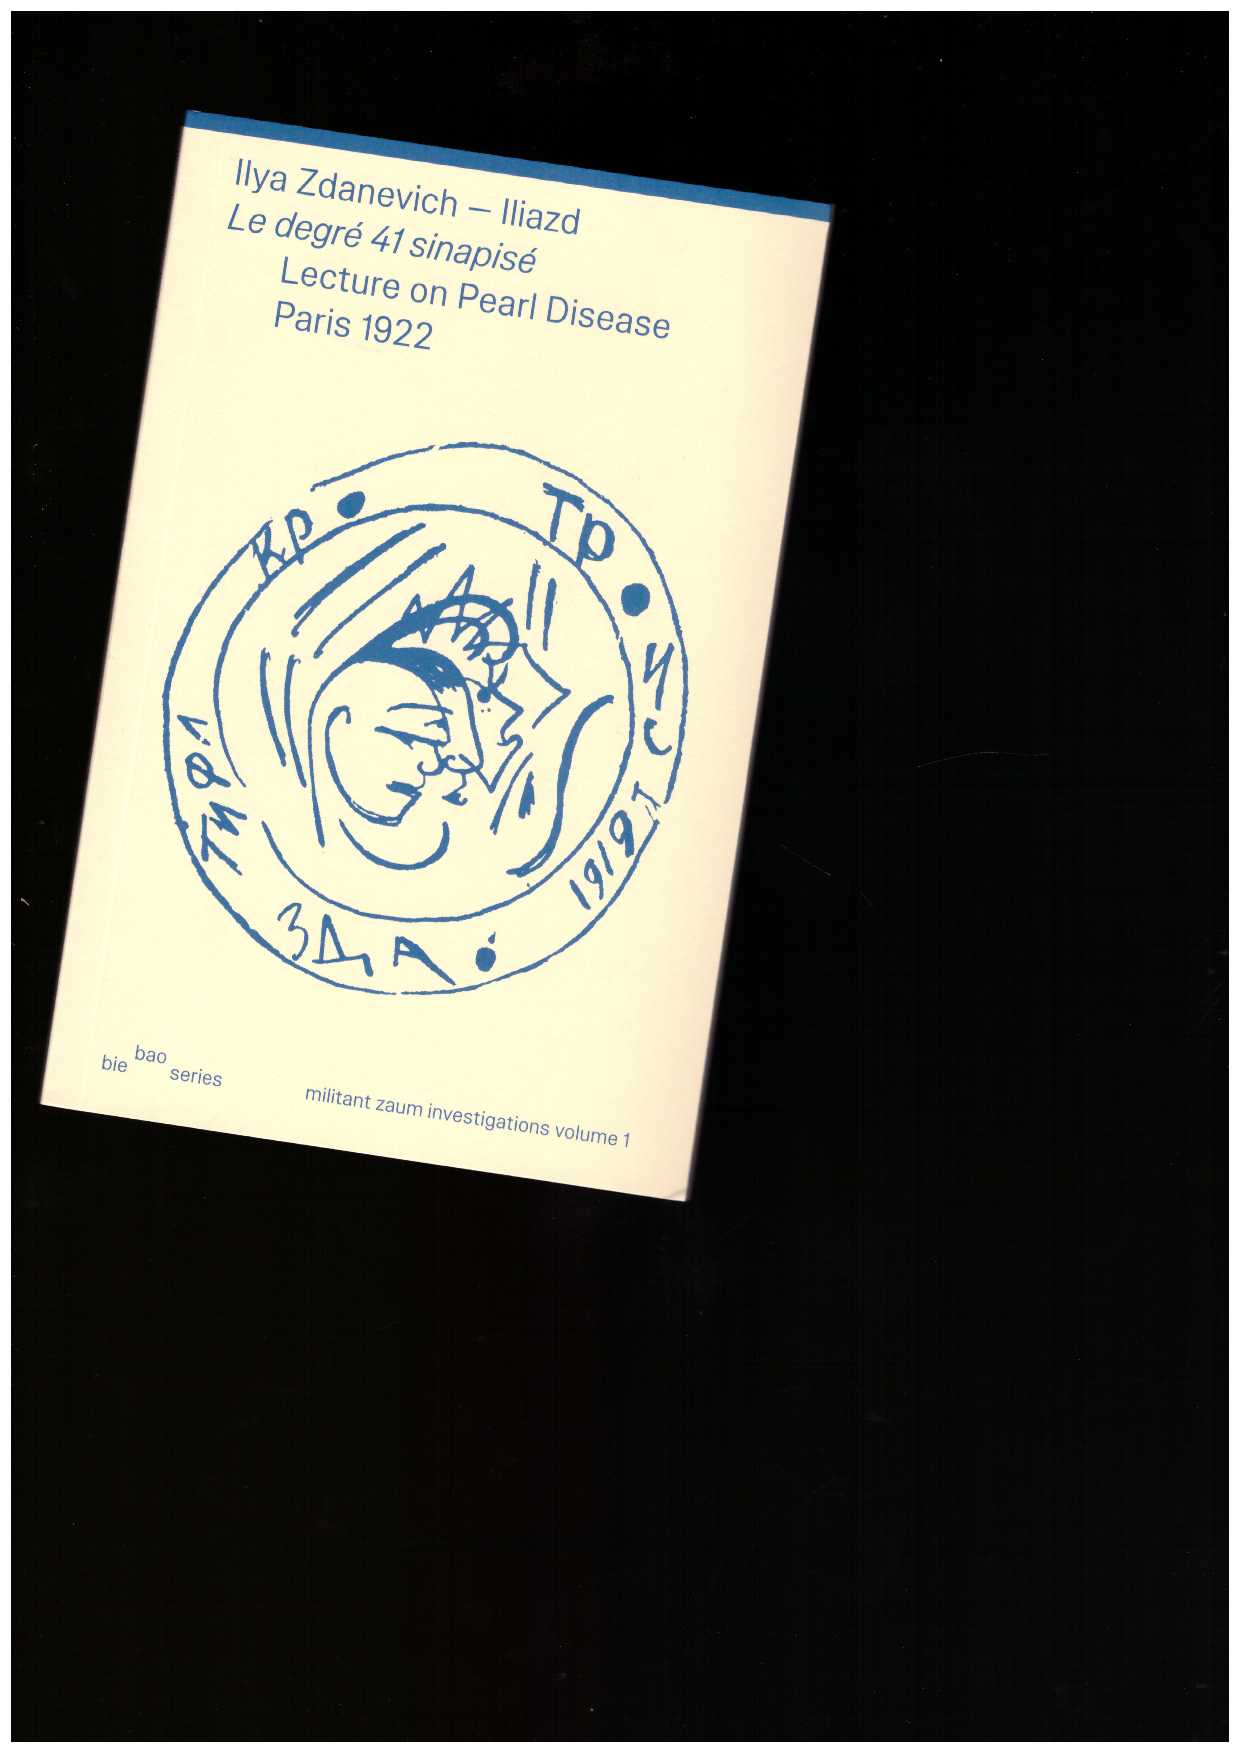 Ilya Zdanevich – Iliazd
Le degré 41 sinapisé
Lecture on Pearl Disease
Paris 1922
Кр •
Тр •
ис
1919 г
ЗДА
Тифл
bie bao series
militant zaum investigations volume 1